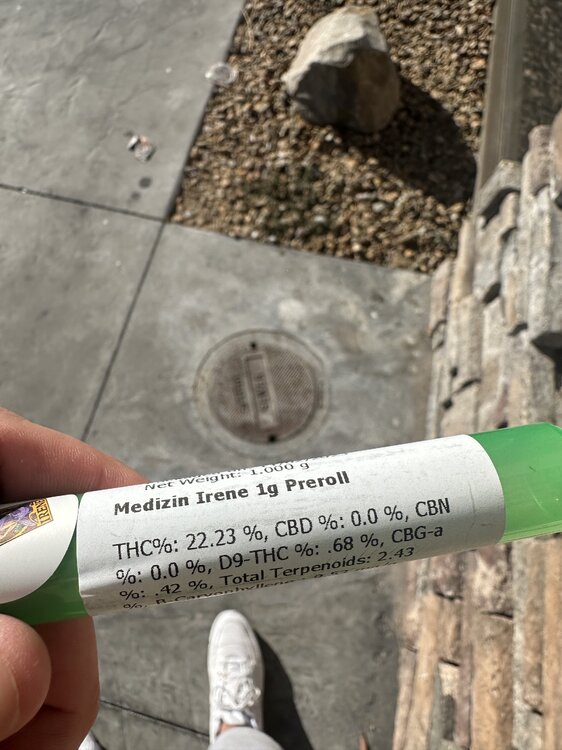 Net Weight: 1.000 g
Medizin Irene 1g Preroll
THC%: 22.23 %, CBD %: 0.0 %, CBN
%: 0.0 %, D9-THC %: .68 %, CBG-a
%: .42 %, Total Terpenoids: 2.43
%, B-Caryophyllene